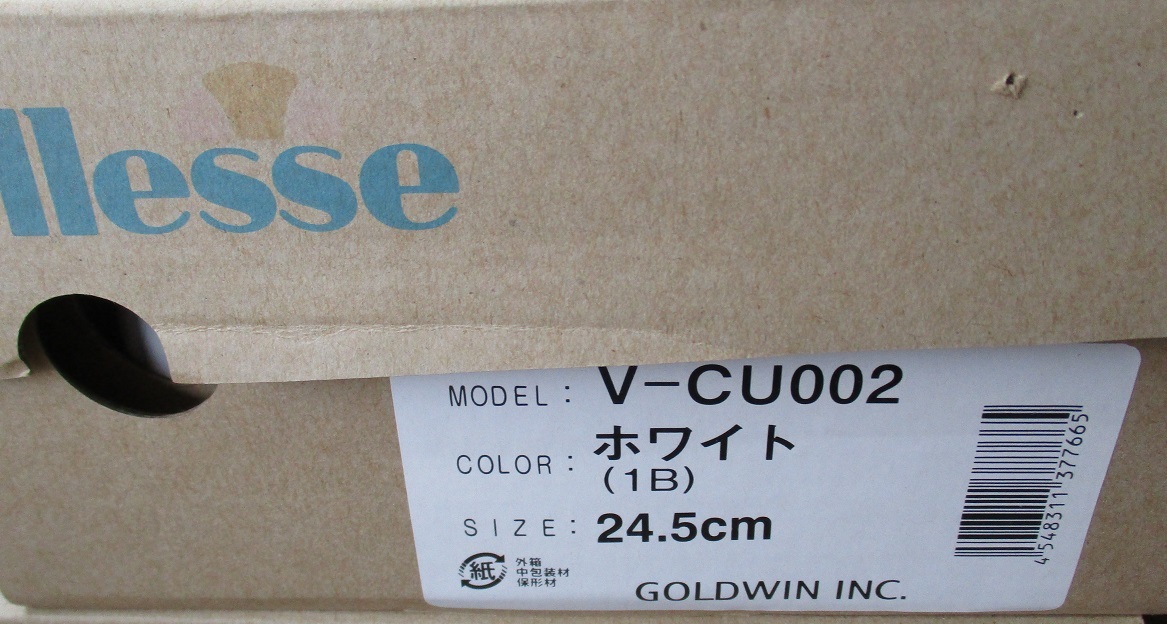 llesse
MODEL: V-CU002
COLOR: ホワイト
(1B)
SIZE: 24.5cm
紙
外箱
中包装材
保形材
GOLDWIN INC.
4548311377665